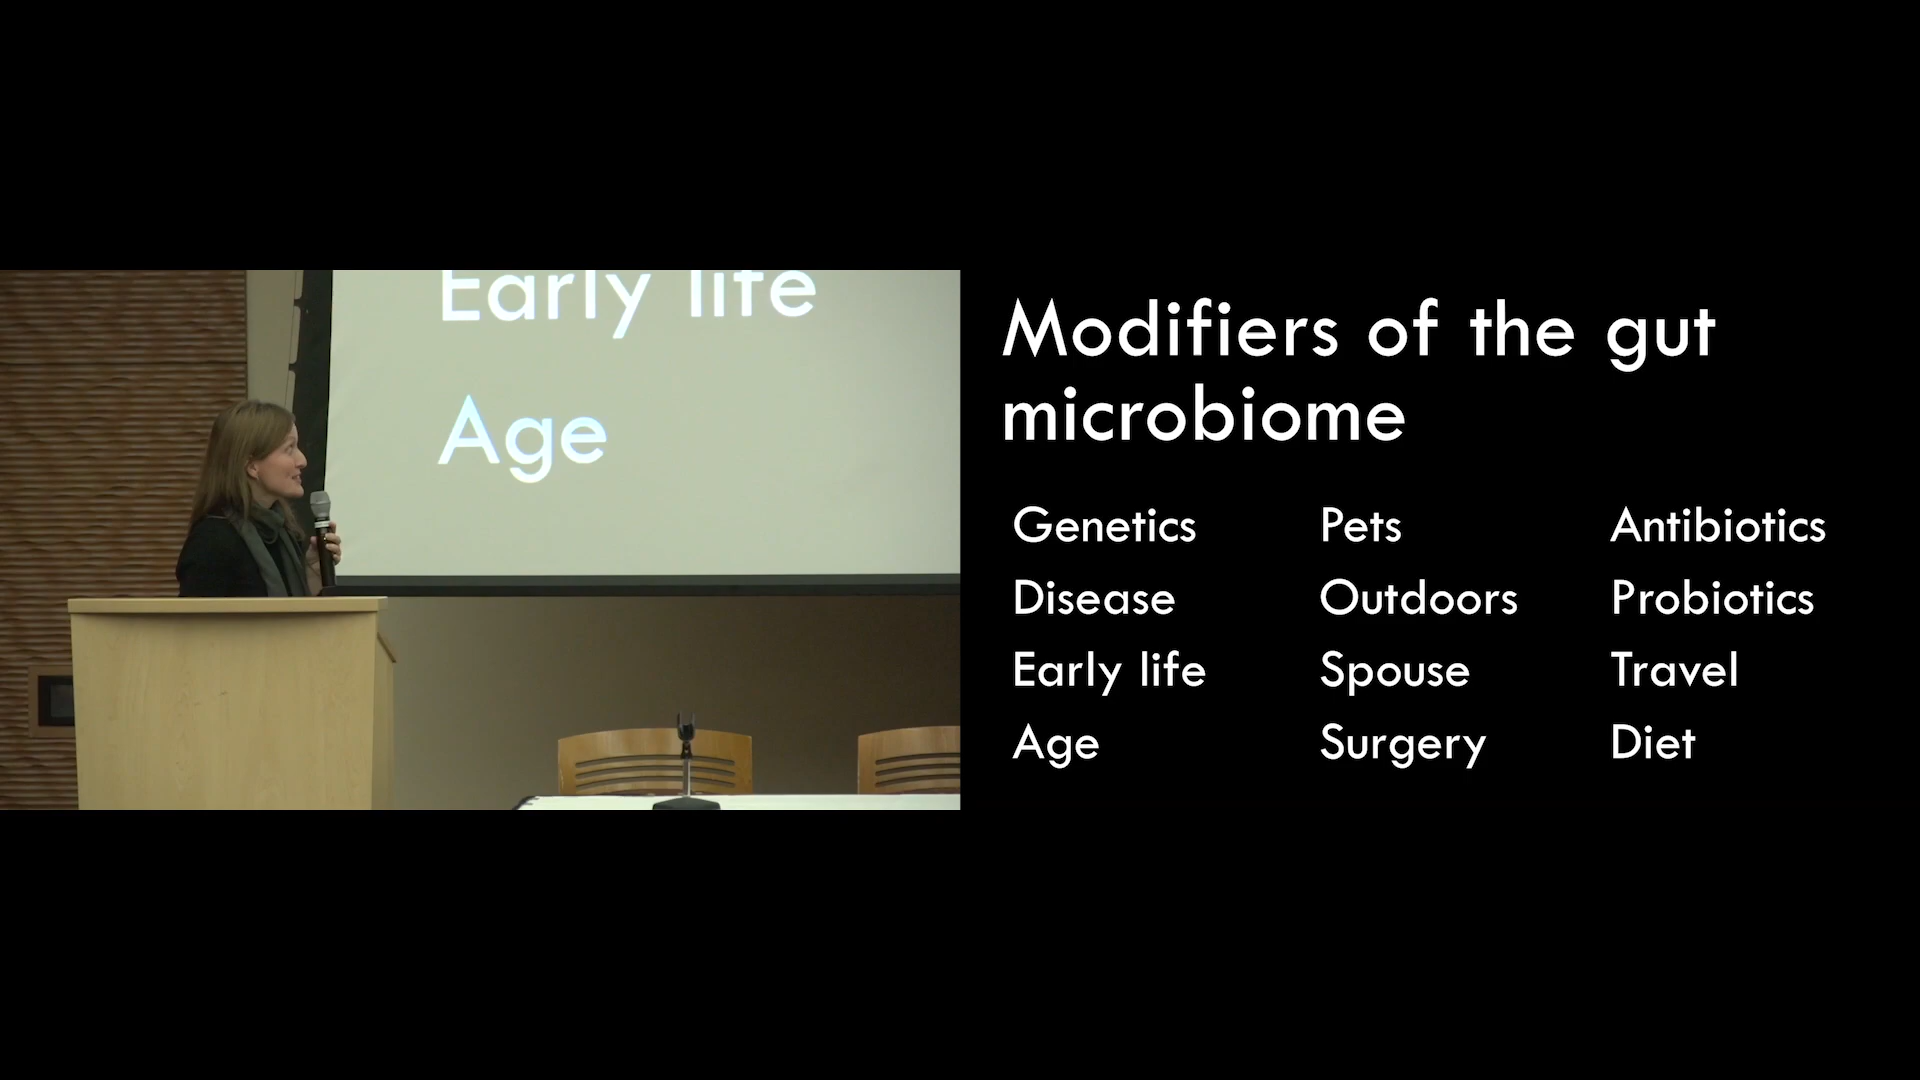 Early life
Age
Modifiers of the gut
microbiome
Genetics
Disease
Early life
Age
Pets
Outdoors
Spouse
Surgery
Antibiotics
Probiotics
Travel
Diet